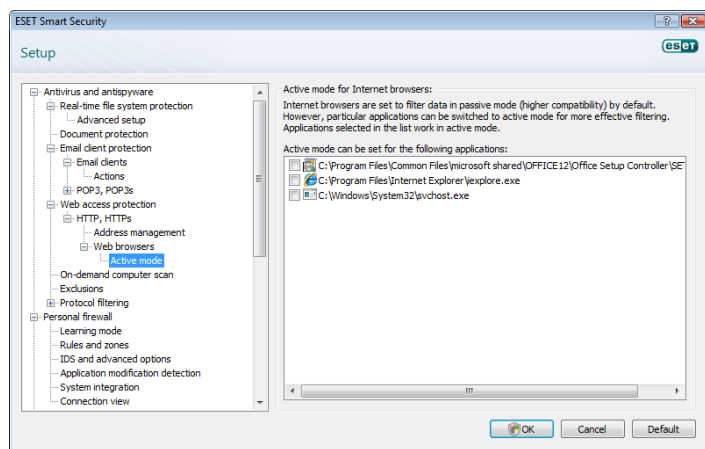 ESET Smart Security
Setup
eseT
Antivirus and antispyware
Real-time file system protection
Advanced setup
Document protection
Email client protection
Email clients
Actions
POP3, POP3s
Web access protection
HTTP, HTTPs
Address management
Web browsers
Active mode
On-demand computer scan
Exclusions
Protocol filtering
Personal firewall
Learning mode
Rules and zones
IDS and advanced options
Application modification detection
System integration
Connection view
Active mode for Internet browsers:
Internet browsers are set to filter data in passive mode (higher compatibility) by default.
However, particular applications can be switched to active mode for more effective filtering.
Applications selected in the list work in active mode.
Active mode can be set for the following applications:
C:\Program Files\Common Files\microsoft shared\OFFICE12\Office Setup Controller\SE
C:\Program Files\Internet Explorer\iexplore.exe
C:\Windows\System32\svchost.exe
OK
Cancel
Default